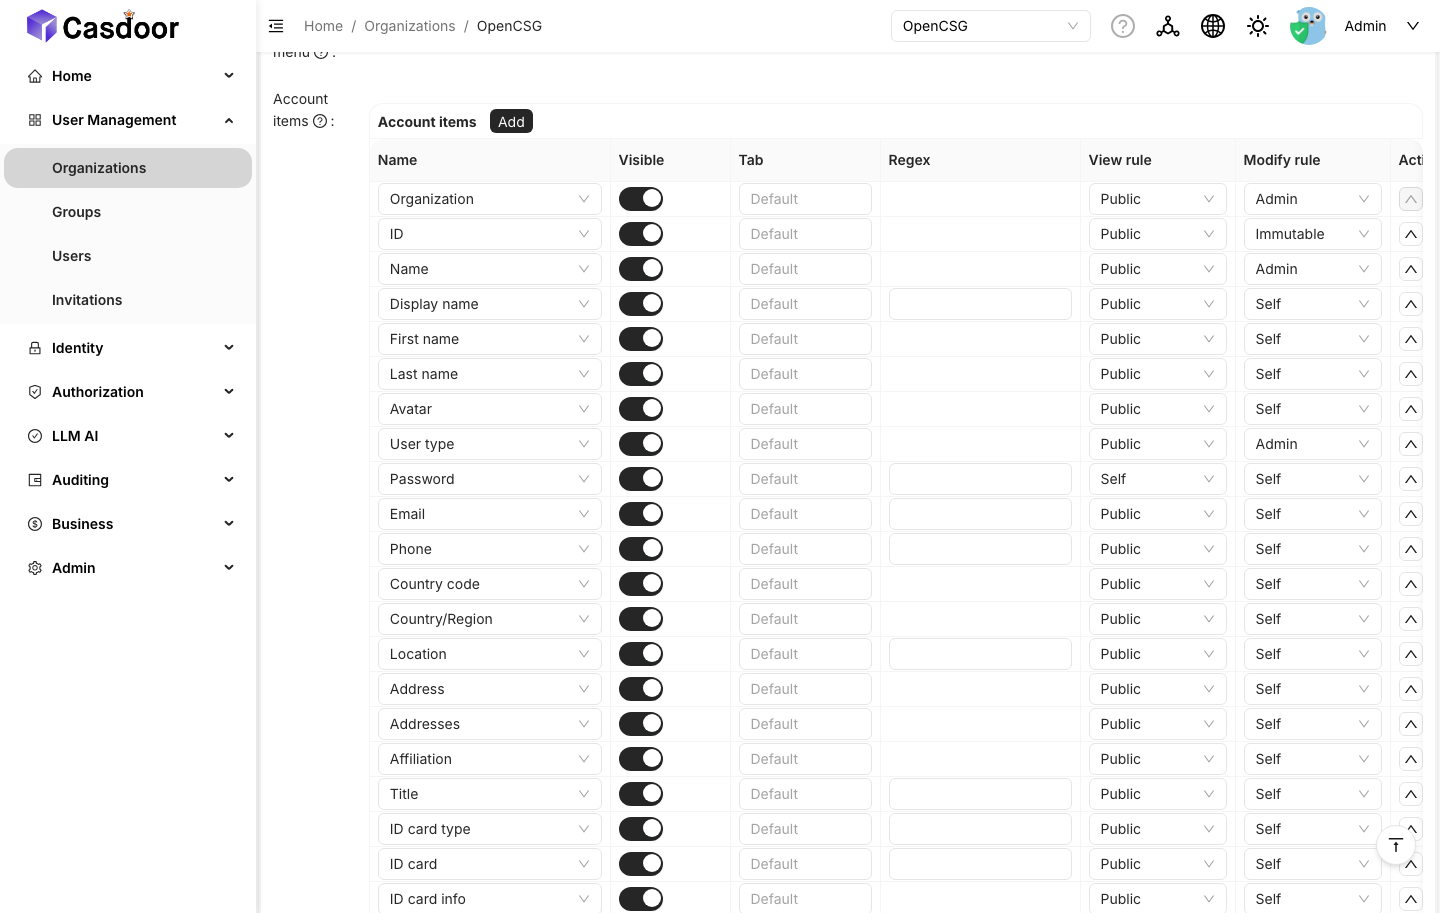 Casdoor
Home / Organizations / OpenCSG
OpenCSG
Admin
Home
User Management
Organizations
Groups
Users
Invitations
Identity
Authorization
LLM AI
Auditing
Business
Admin
menu :
Account
items :
Account items Add
Name Visible Tab Regex View rule Modify rule Acti
Organization Default Public Admin
ID Default Public Immutable
Name Default Public Admin
Display name Default Public Self
First name Default Public Self
Last name Default Public Self
Avatar Default Public Self
User type Default Public Admin
Password Default Self Self
Email Default Public Self
Phone Default Public Self
Country code Default Public Self
Country/Region Default Public Self
Location Default Public Self
Address Default Public Self
Addresses Default Public Self
Affiliation Default Public Self
Title Default Public Self
ID card type Default Public Self
ID card Default Public Self
ID card info Default Public Self